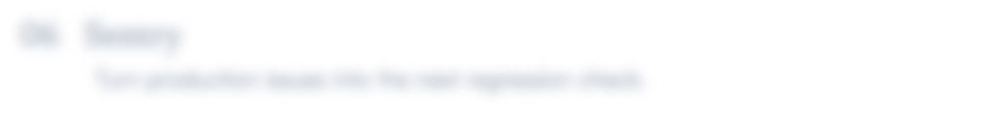 06 Sentry
Turn production issues into the next regression check.